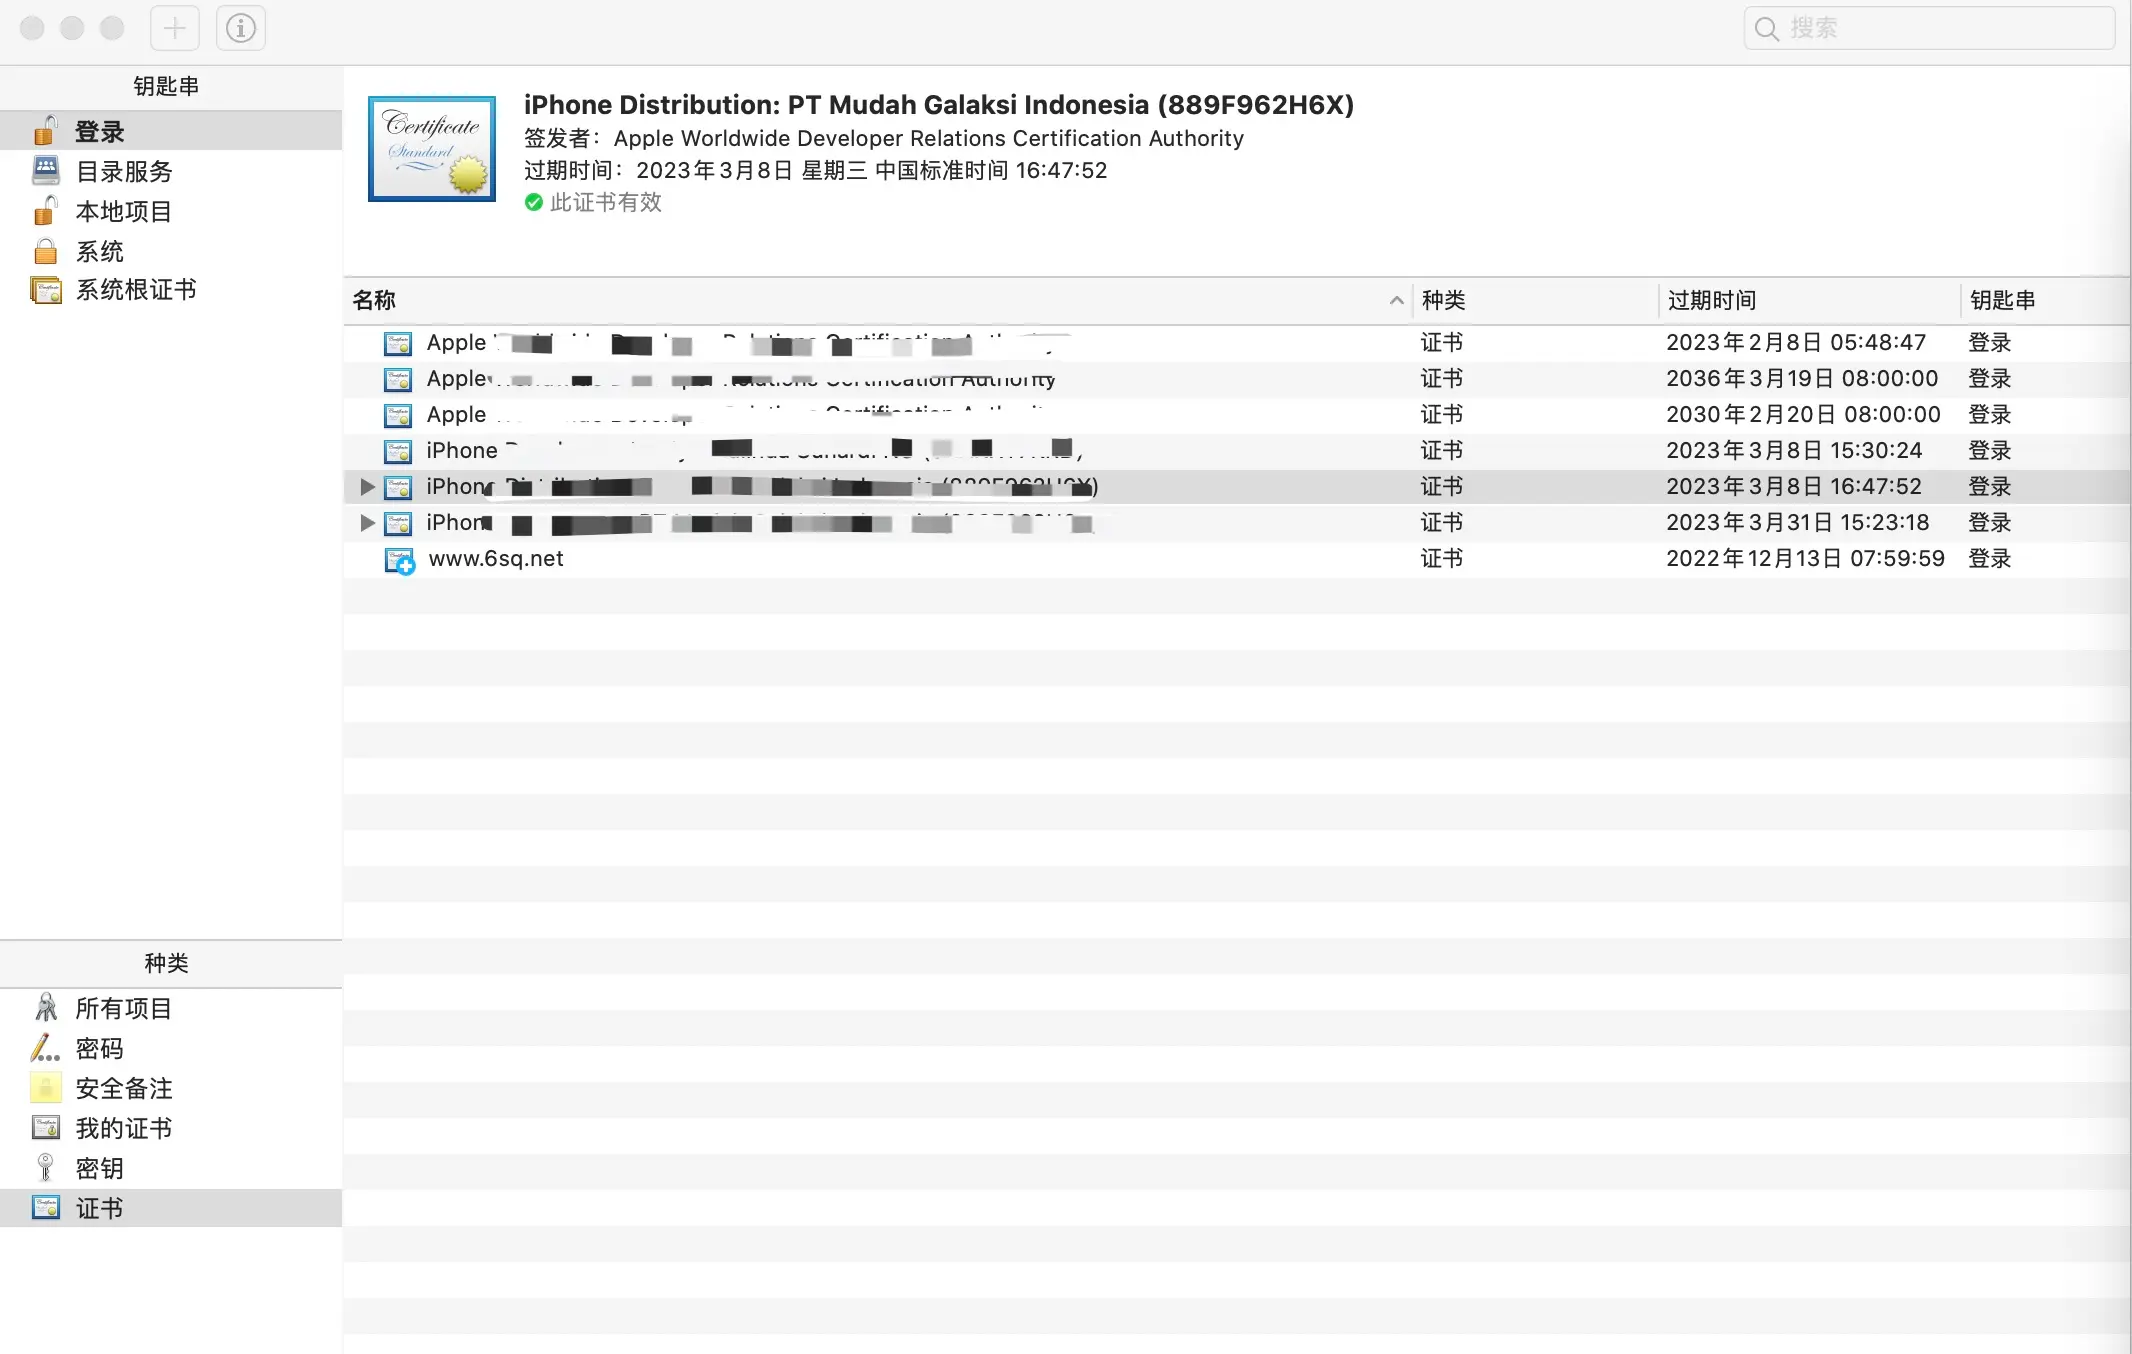 搜索
钥匙串
登录
目录服务
本地项目
系统
系统根证书
Certificate
Standard
iPhone Distribution: PT Mudah Galaksi Indonesia (889F962H6X)
签发者： Apple Worldwide Developer Relations Certification Authority
过期时间： 2023年3月8日 星期三 中国标准时间 16:47:52
此证书有效
名称 种类 过期时间 钥匙串
Apple Relations Certification 证书 2023年2月8日 05:48:47 登录
Apple Relations Certification Authority 证书 2036年3月19日 08:00:00 登录
Apple Certification 证书 2030年2月20日 08:00:00 登录
iPhone 证书 2023年3月8日 15:30:24 登录
iPhone 证书 2023年3月8日 16:47:52 登录
iPhon 证书 2023年3月31日 15:23:18 登录
www.6sq.net 证书 2022年12月13日 07:59:59 登录
种类
所有项目
密码
安全备注
我的证书
密钥
证书